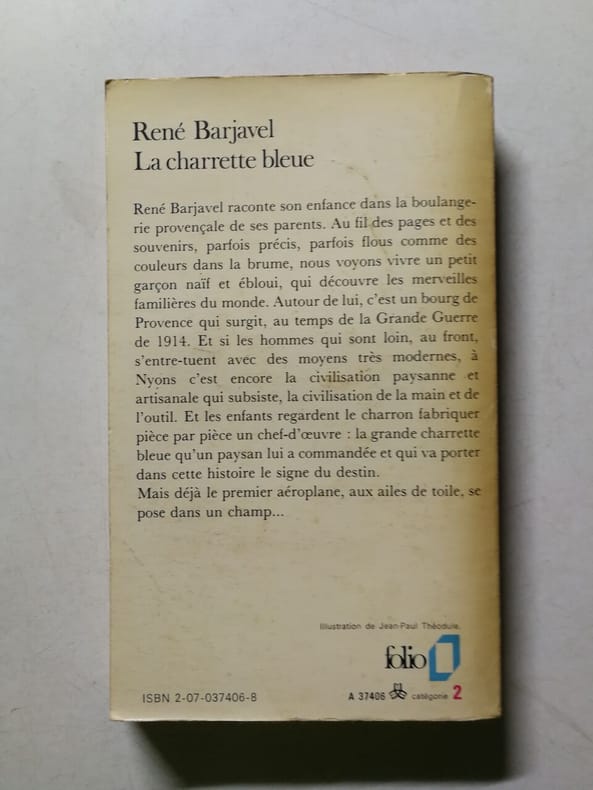 René Barjavel
La charrette bleue
René Barjavel raconte son enfance dans la boulange-
rie provençale de ses parents. Au fil des pages et des
souvenirs, parfois précis, parfois flous comme des
couleurs dans la brume, nous voyons vivre un petit
garçon naïf et ébloui, qui découvre les merveilles
familières du monde. Autour de lui, c'est un bourg de
Provence qui surgit, au temps de la Grande Guerre
de 1914. Et si les hommes qui sont loin, au front,
s'entre-tuent avec des moyens très modernes, à
Nyons c'est encore la civilisation paysanne et
artisanale qui subsiste, la civilisation de la main et de
l'outil. Et les enfants regardent le charron fabriquer
pièce par pièce un chef-d'œuvre : la grande charrette
bleue qu'un paysan lui a commandée et qui va porter
dans cette histoire le signe du destin.
Mais déjà le premier aéroplane, aux ailes de toile, se
pose dans un champ...
Illustration de Jean-Paul Théodule.
folio
ISBN 2-07-037406-8
A 37406 catégorie 2